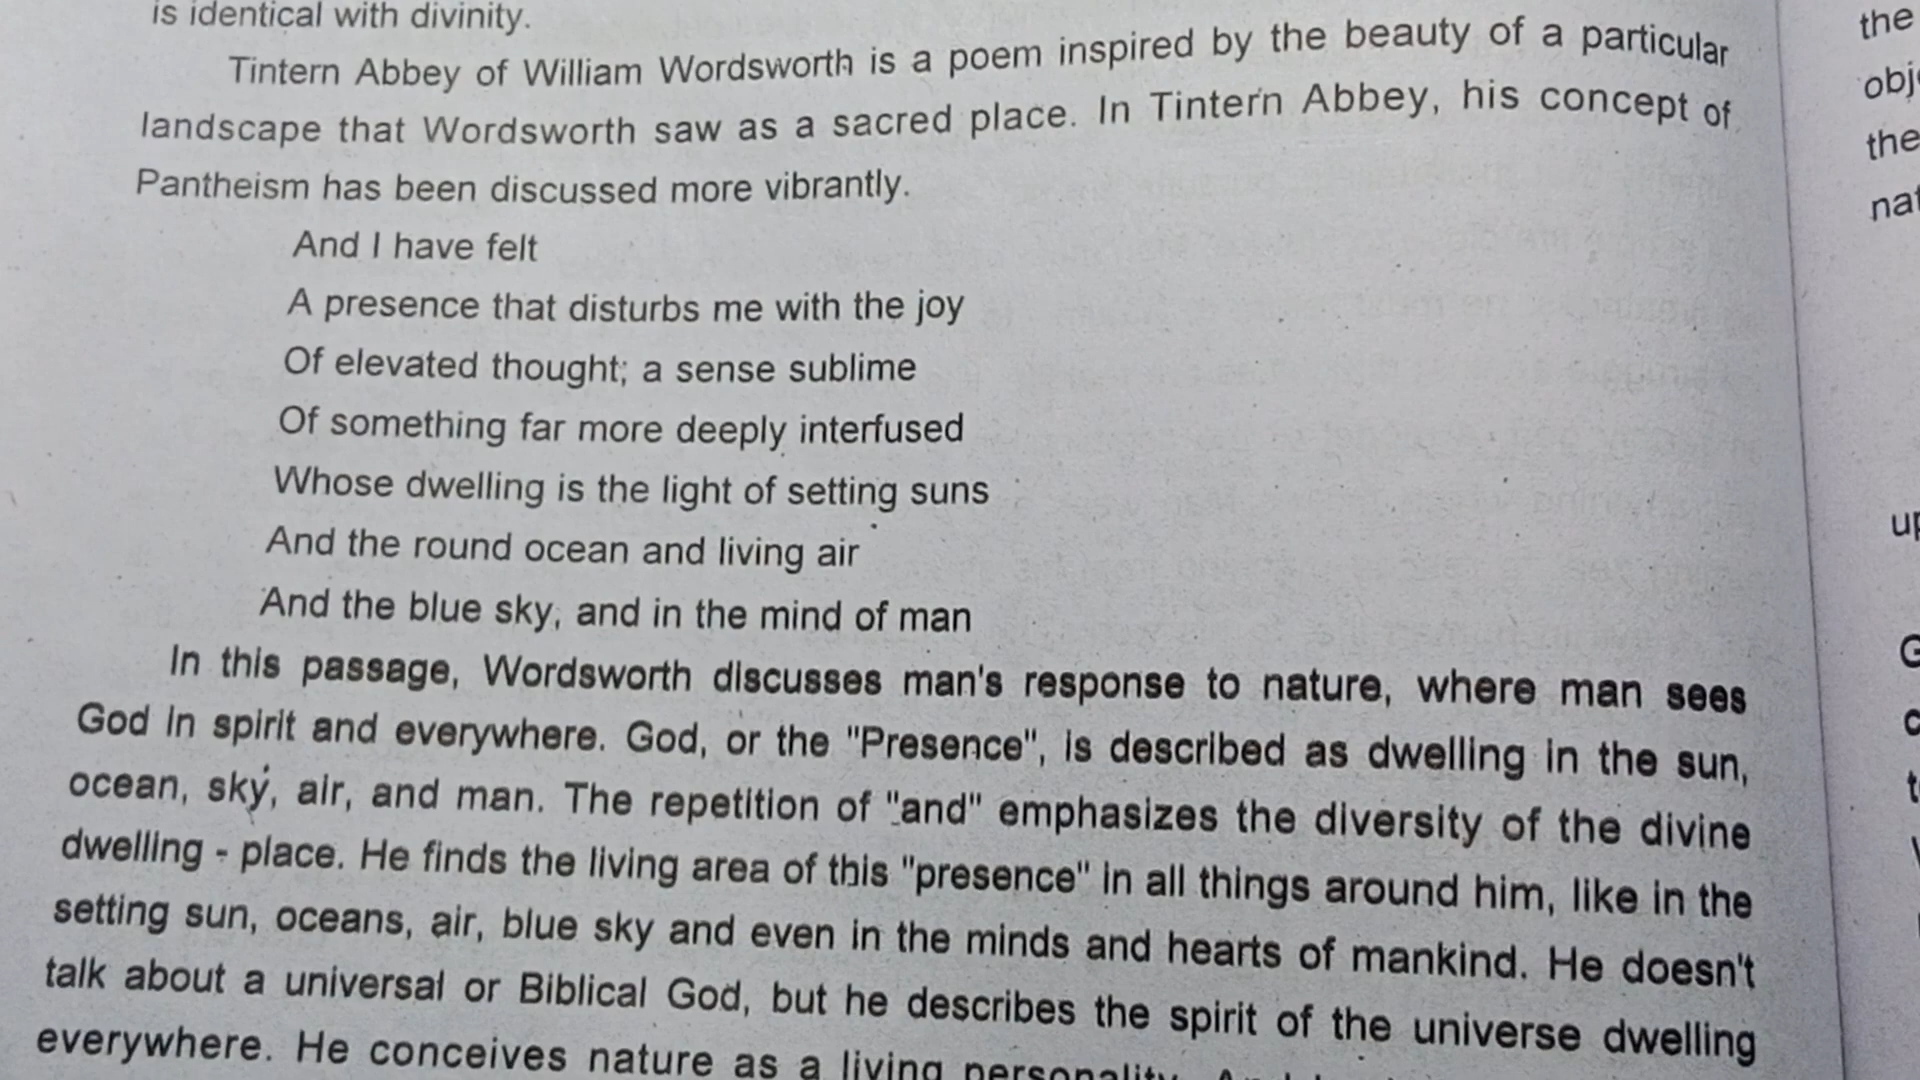 is identical with divinity.
Tintern Abbey of William Wordsworth is a poem inspired by the beauty of a particular
landscape that Wordsworth saw as a sacred place. In Tintern Abbey, his concept of
Pantheism has been discussed more vibrantly.
And I have felt
A presence that disturbs me with the joy
Of elevated thought; a sense sublime
Of something far more deeply interfused
Whose dwelling is the light of setting suns
And the round ocean and living air
And the blue sky, and in the mind of man
In this passage, Wordsworth discusses man's response to nature, where man sees
God in spirit and everywhere. God, or the "Presence", is described as dwelling in the sun,
ocean, sky, air, and man. The repetition of "and" emphasizes the diversity of the divine
dwelling - place. He finds the living area of this "presence" in all things around him, like in the
setting sun, oceans, air, blue sky and even in the minds and hearts of mankind. He doesn't
talk about a universal or Biblical God, but he describes the spirit of the universe dwelling
everywhere. He conceives nature as a living personality.
the
the